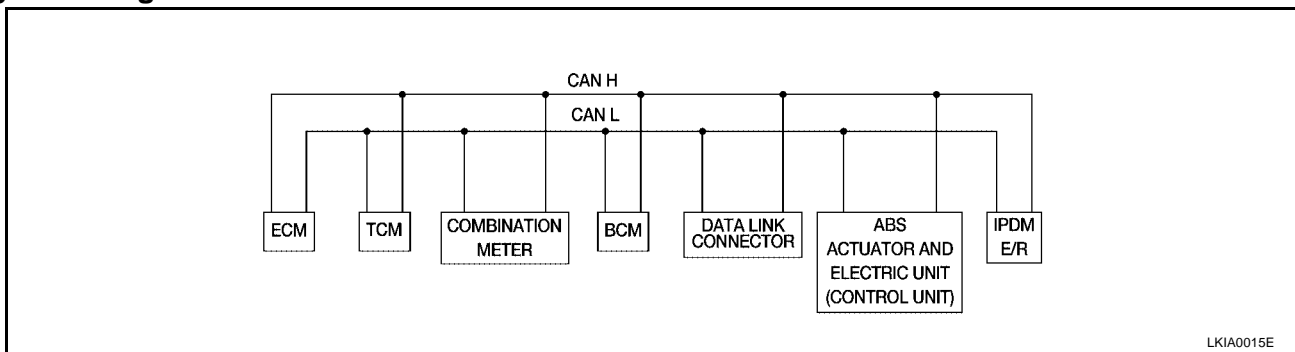 CAN H
CAN L
ECM
TCM
COMBINATION
METER
BCM
DATA LINK
CONNECTOR
ABS
ACTUATOR AND
ELECTRIC UNIT
(CONTROL UNIT)
IPDM
E/R
LKIA0015E